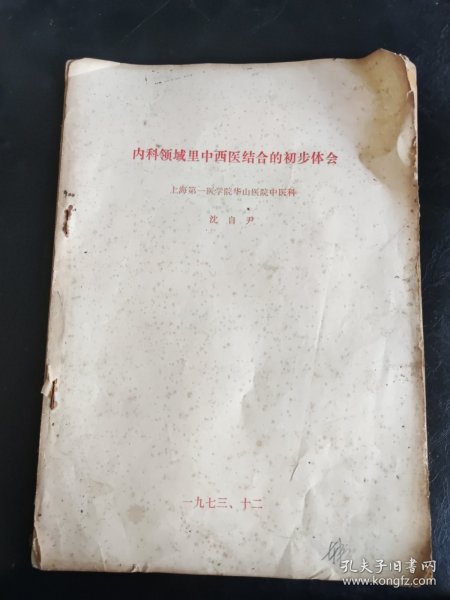 内科领域里中西医结合的初步体会
上海第一医学院华山医院中医科
沈自尹
一九七三、十二
孔夫子旧书网
www.kongfz.com